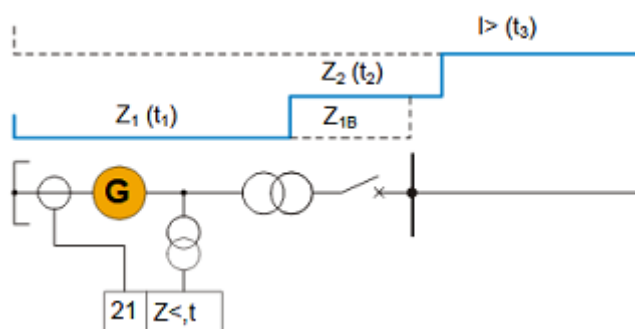 I> (t₃)
Z₂ (t₂)
Z₁ (t₁)
Z₁B
G
21 Z<,t